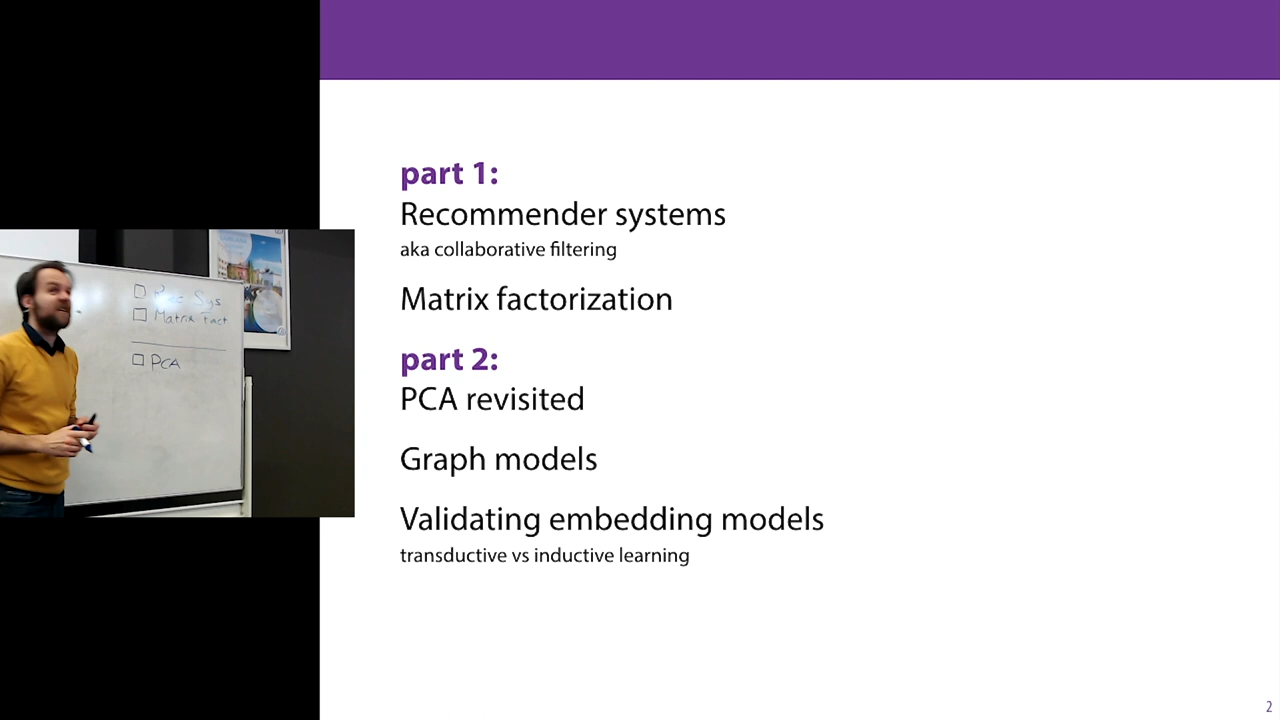 part 1:
Recommender systems
aka collaborative filtering
Matrix factorization
part 2:
PCA revisited
Graph models
Validating embedding models
transductive vs inductive learning
2
Sys
Matrix Fact
PCA